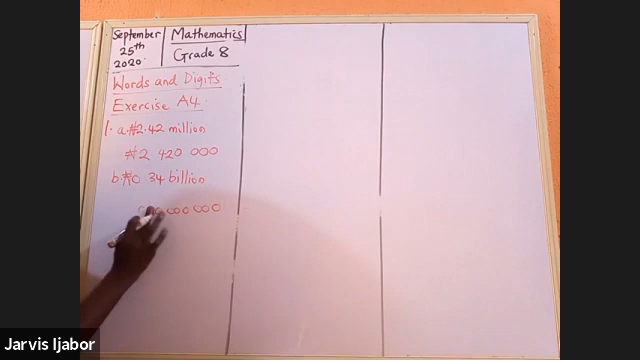 September
25th
2020.
Mathematics
Grade 8
Words and Digits
Exercise A4.
1. a. ₦2.42 million
₦2 420 000
b. ₦0 34 billion
000 000
Jarvis Ijabor